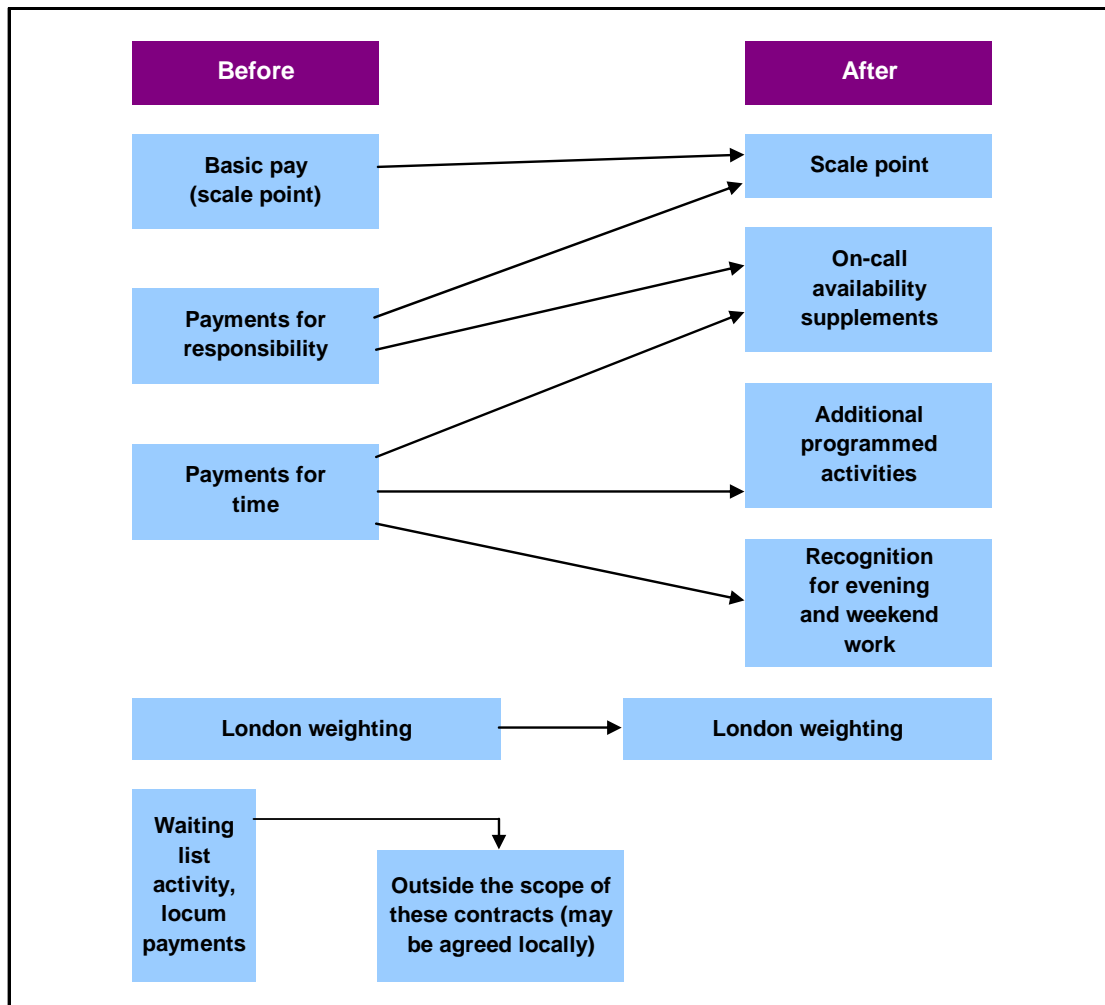 Before
After
Basic pay
(scale point)
Scale point
Payments for
responsibility
On-call
availability
supplements
Payments for
time
Additional
programmed
activities
Recognition
for evening
and weekend
work
London weighting
London weighting
Waiting
list
activity,
locum
payments
Outside the scope of
these contracts (may
be agreed locally)